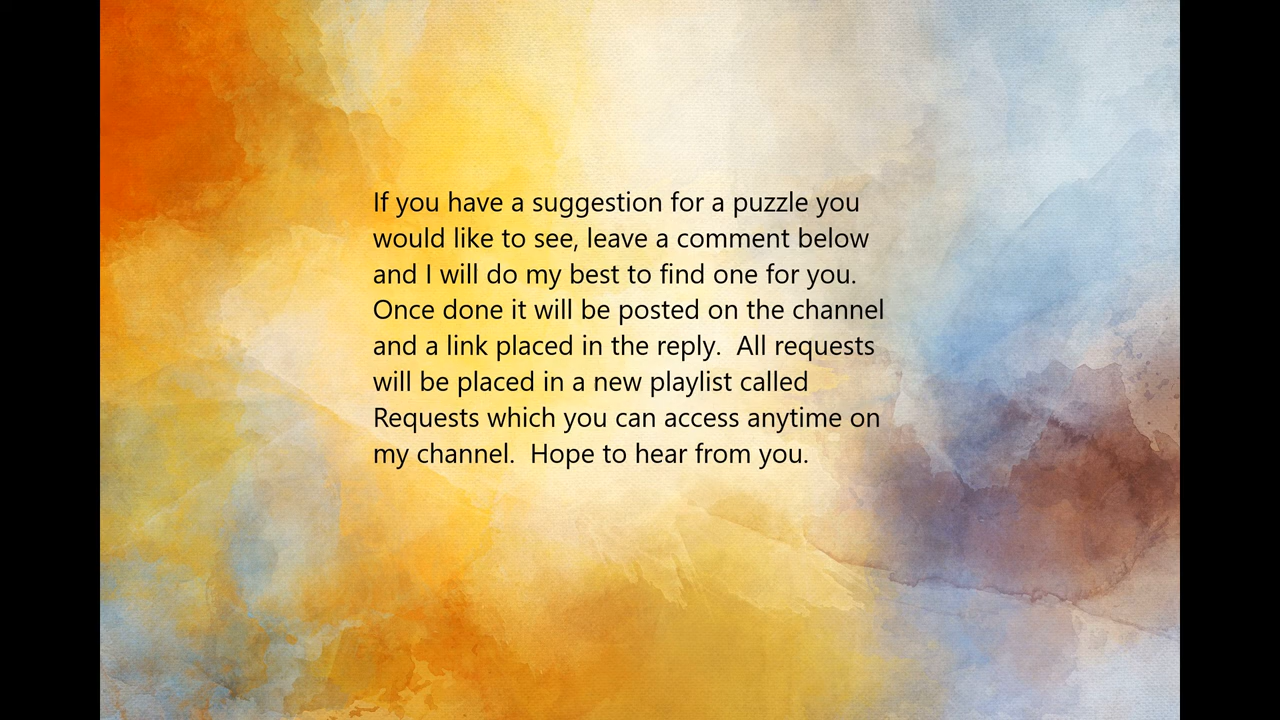 If you have a suggestion for a puzzle you
would like to see, leave a comment below
and I will do my best to find one for you.
Once done it will be posted on the channel
and a link placed in the reply.  All requests
will be placed in a new playlist called
Requests which you can access anytime on
my channel.  Hope to hear from you.